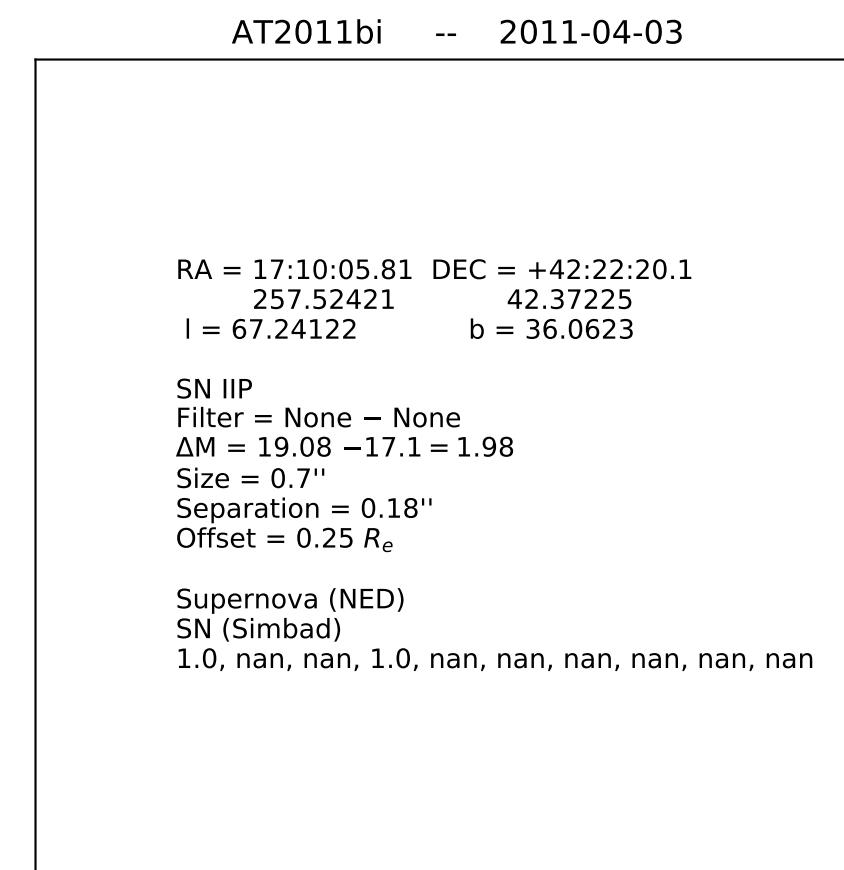 AT2011bi -- 2011-04-03
RA = 17:10:05.81 DEC = +42:22:20.1
257.52421 42.37225
l = 67.24122 b = 36.0623
SN IIP
Filter = None − None
ΔM = 19.08 −17.1 = 1.98
Size = 0.7''
Separation = 0.18''
Offset = 0.25 Re
Supernova (NED)
SN (Simbad)
1.0, nan, nan, 1.0, nan, nan, nan, nan, nan, nan